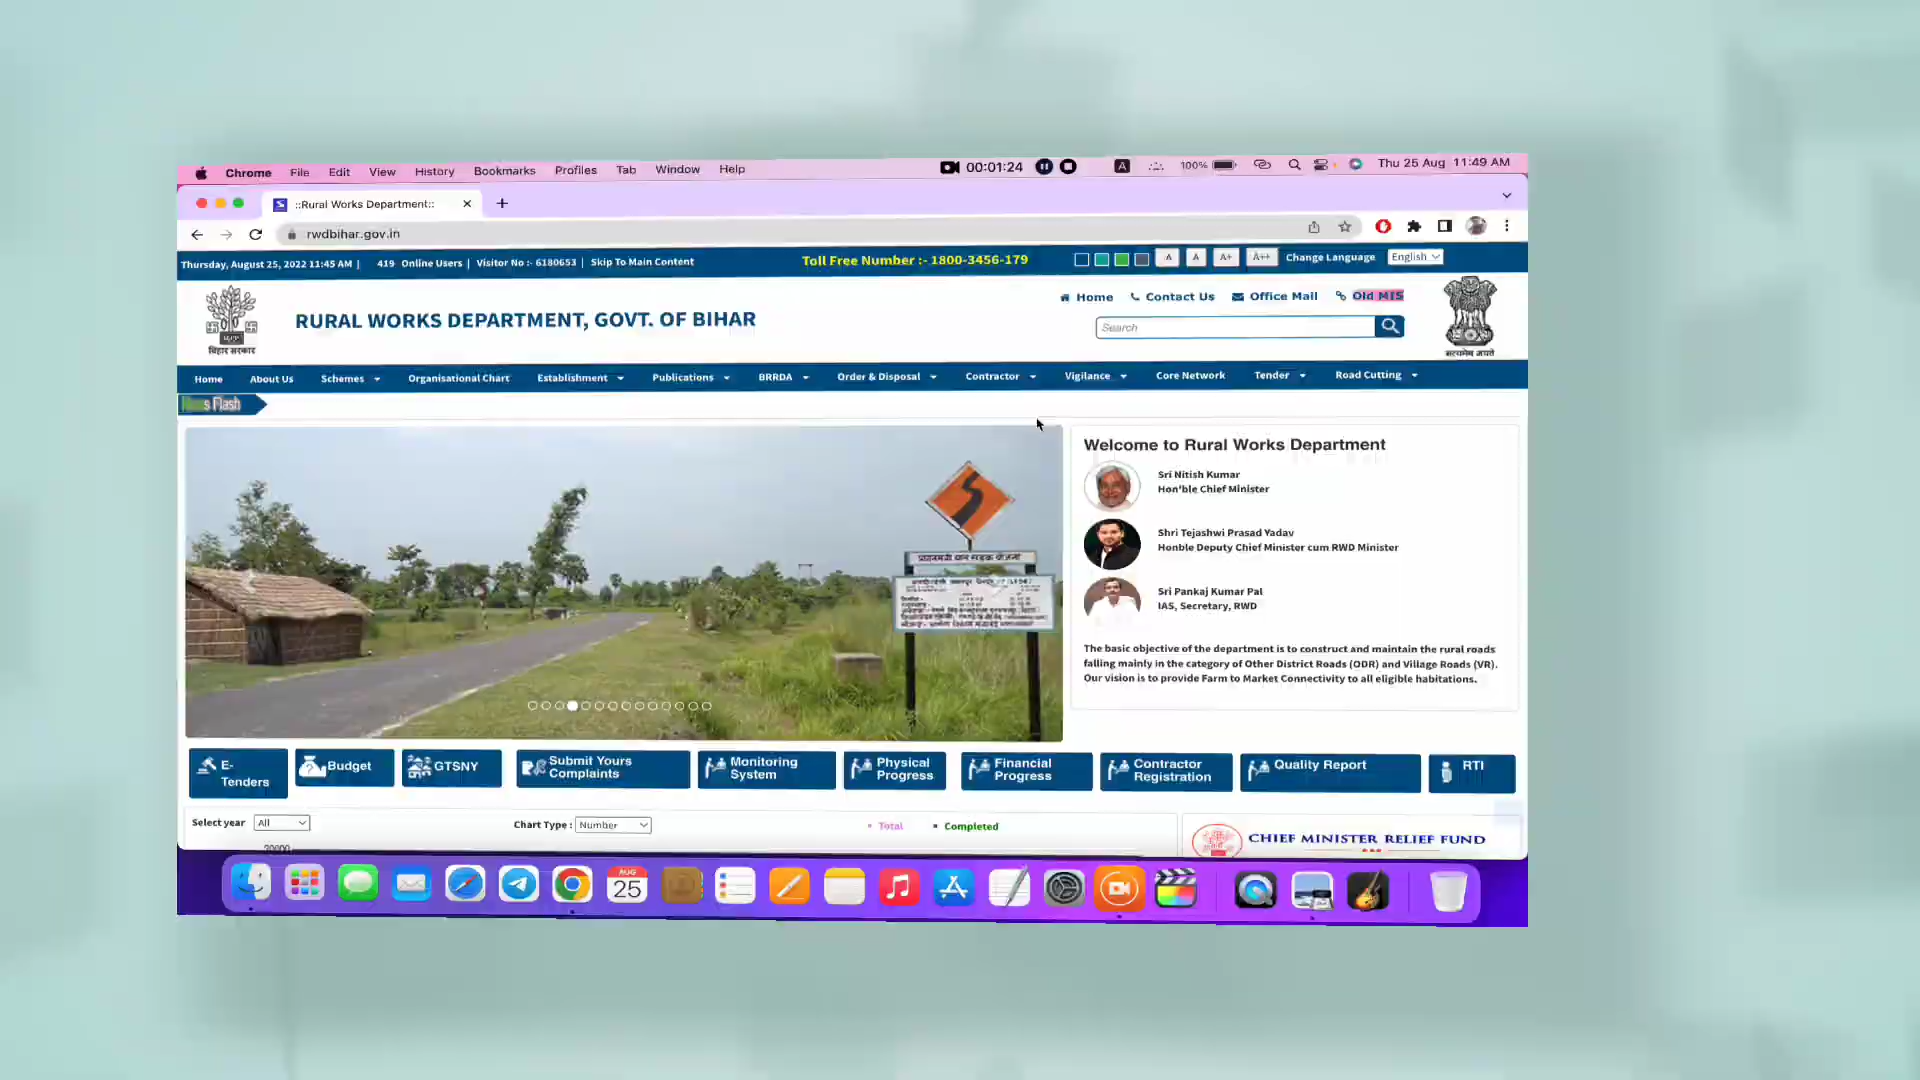 Chrome File Edit View History Bookmarks Profiles Tab Window Help 00:01:24 A 100% Thu 25 Aug 11:49 AM
::Rural Works Department::
rwdbihar.gov.in
Thursday, August 25, 2022 11:45 AM | 419 Online Users | Visitor No :- 6180653 | Skip To Main Content Toll Free Number :- 1800-3456-179 A A A+ A++ Change Language English
Home Contact Us Office Mail Old MIS
RURAL WORKS DEPARTMENT, GOVT. OF BIHAR
Search
बिहार सरकार
सत्यमेव जयते
Home About Us Schemes Organisational Chart Establishment Publications BRRDA Order & Disposal Contractor Vigilance Core Network Tender Road Cutting
News Flash
Welcome to Rural Works Department
Sri Nitish Kumar
Hon'ble Chief Minister
Shri Tejashwi Prasad Yadav
Honble Deputy Chief Minister cum RWD Minister
Sri Pankaj Kumar Pal
IAS, Secretary, RWD
The basic objective of the department is to construct and maintain the rural roads
falling mainly in the category of Other District Roads (ODR) and Village Roads (VR).
Our vision is to provide Farm to Market Connectivity to all eligible habitations.
प्रधानमंत्री ग्राम सड़क योजना
E-
Tenders
Budget
GTSNY
Submit Yours
Complaints
Monitoring
System
Physical
Progress
Financial
Progress
Contractor
Registration
Quality Report
RTI
Select year All Chart Type : Number Total Completed
CHIEF MINISTER RELIEF FUND
AUG
25